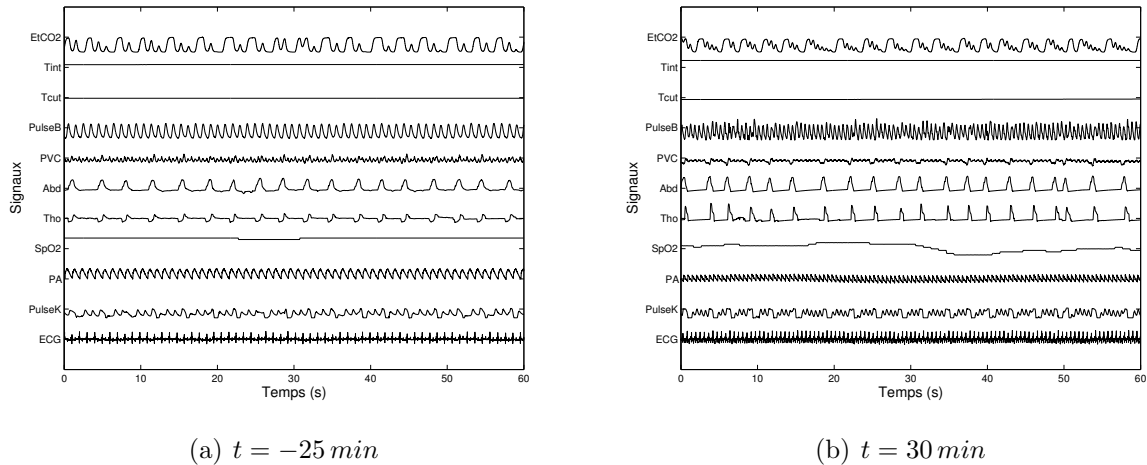 EtCO2
Tint
Tcut
PulseB
PVC
Abd
Tho
SpO2
PA
PulseK
ECG
Signaux
0 10 20 30 40 50 60
Temps (s)
(a) t = −25 min
EtCO2
Tint
Tcut
PulseB
PVC
Abd
Tho
SpO2
PA
PulseK
ECG
Signaux
0 10 20 30 40 50 60
Temps (s)
(b) t = 30 min